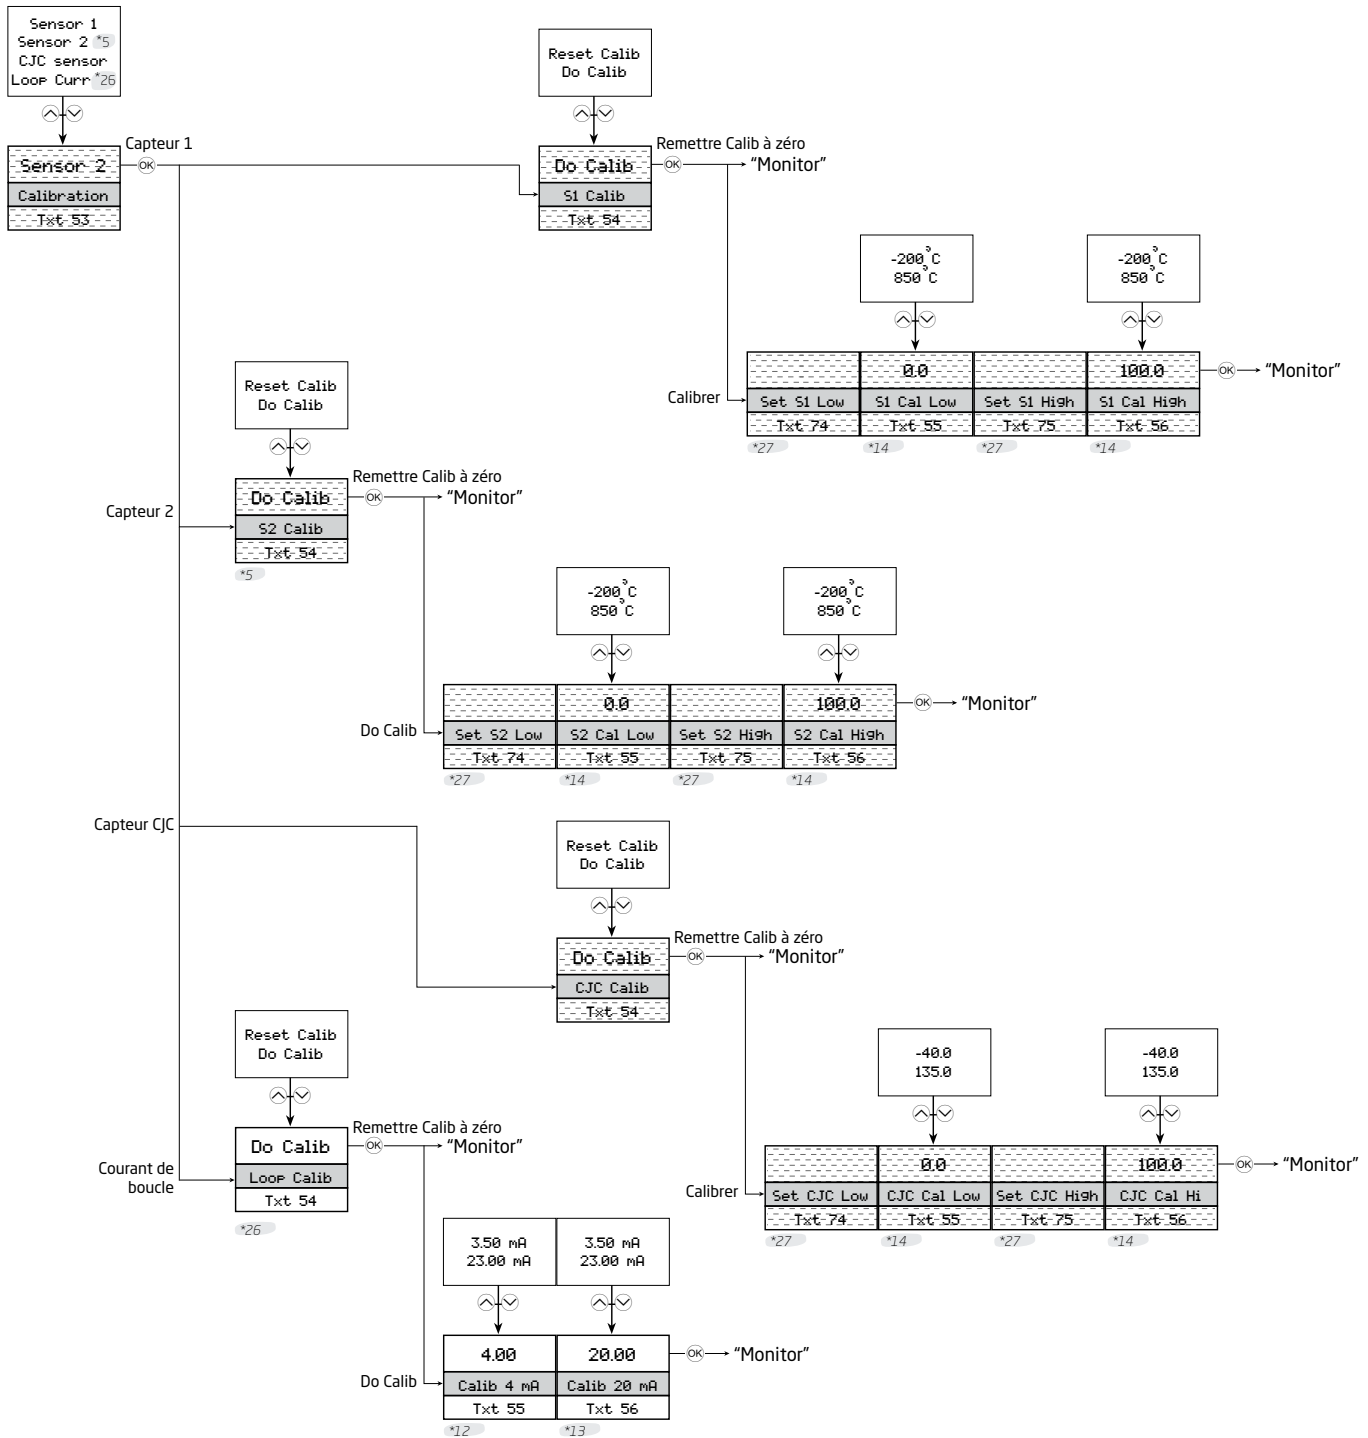 Sensor 1
Sensor 2 *5
CJC sensor
Loop Curr *26
Reset Calib
Do Calib
Capteur 1
OK
Sensor 2
Calibration
Txt 53
Remettre Calib à zéro
Do Calib
OK
"Monitor"
S1 Calib
Txt 54
-200°C
850°C
-200°C
850°C
0.0
100.0
OK
"Monitor"
Calibrer
Set S1 Low
S1 Cal Low
Set S1 High
S1 Cal High
Txt 74
Txt 55
Txt 75
Txt 56
*27
*14
*27
*14
Reset Calib
Do Calib
Remettre Calib à zéro
Do Calib
OK
"Monitor"
Capteur 2
S2 Calib
Txt 54
*5
-200°C
850°C
-200°C
850°C
0.0
100.0
OK
"Monitor"
Do Calib
Set S2 Low
S2 Cal Low
Set S2 High
S2 Cal High
Txt 74
Txt 55
Txt 75
Txt 56
*27
*14
*27
*14
Capteur CJC
Reset Calib
Do Calib
Remettre Calib à zéro
Do Calib
OK
"Monitor"
CJC Calib
Txt 54
-40.0
135.0
-40.0
135.0
0.0
100.0
OK
"Monitor"
Calibrer
Set CJC Low
CJC Cal Low
Set CJC High
CJC Cal Hi
Txt 74
Txt 55
Txt 75
Txt 56
*27
*14
*27
*14
Reset Calib
Do Calib
Remettre Calib à zéro
Do Calib
OK
"Monitor"
Courant de
boucle
Loop Calib
Txt 54
*26
3.50 mA
23.00 mA
3.50 mA
23.00 mA
4.00
20.00
OK
"Monitor"
Do Calib
Calib 4 mA
Calib 20 mA
Txt 55
Txt 56
*12
*13